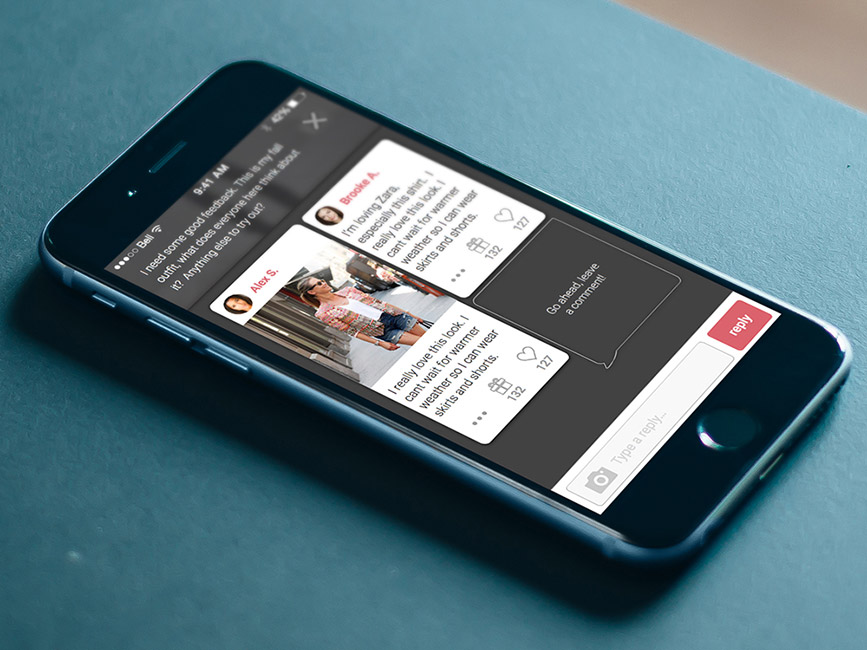 Bell
9:41 AM
42%
I need some good feedback. This is my fall
outfit, what does everyone here think about
it? Anything else to try out?
Alex S.
I really love this look. I
cant wait for warmer
weather so I can wear
skirts and shorts.
132
127
Brooke A.
I'm loving Zara,
especially this shirt. I
really love this look. I
cant wait for warmer
weather so I can wear
skirts and shorts.
132
127
Go ahead, leave
a comment!
Type a reply...
reply